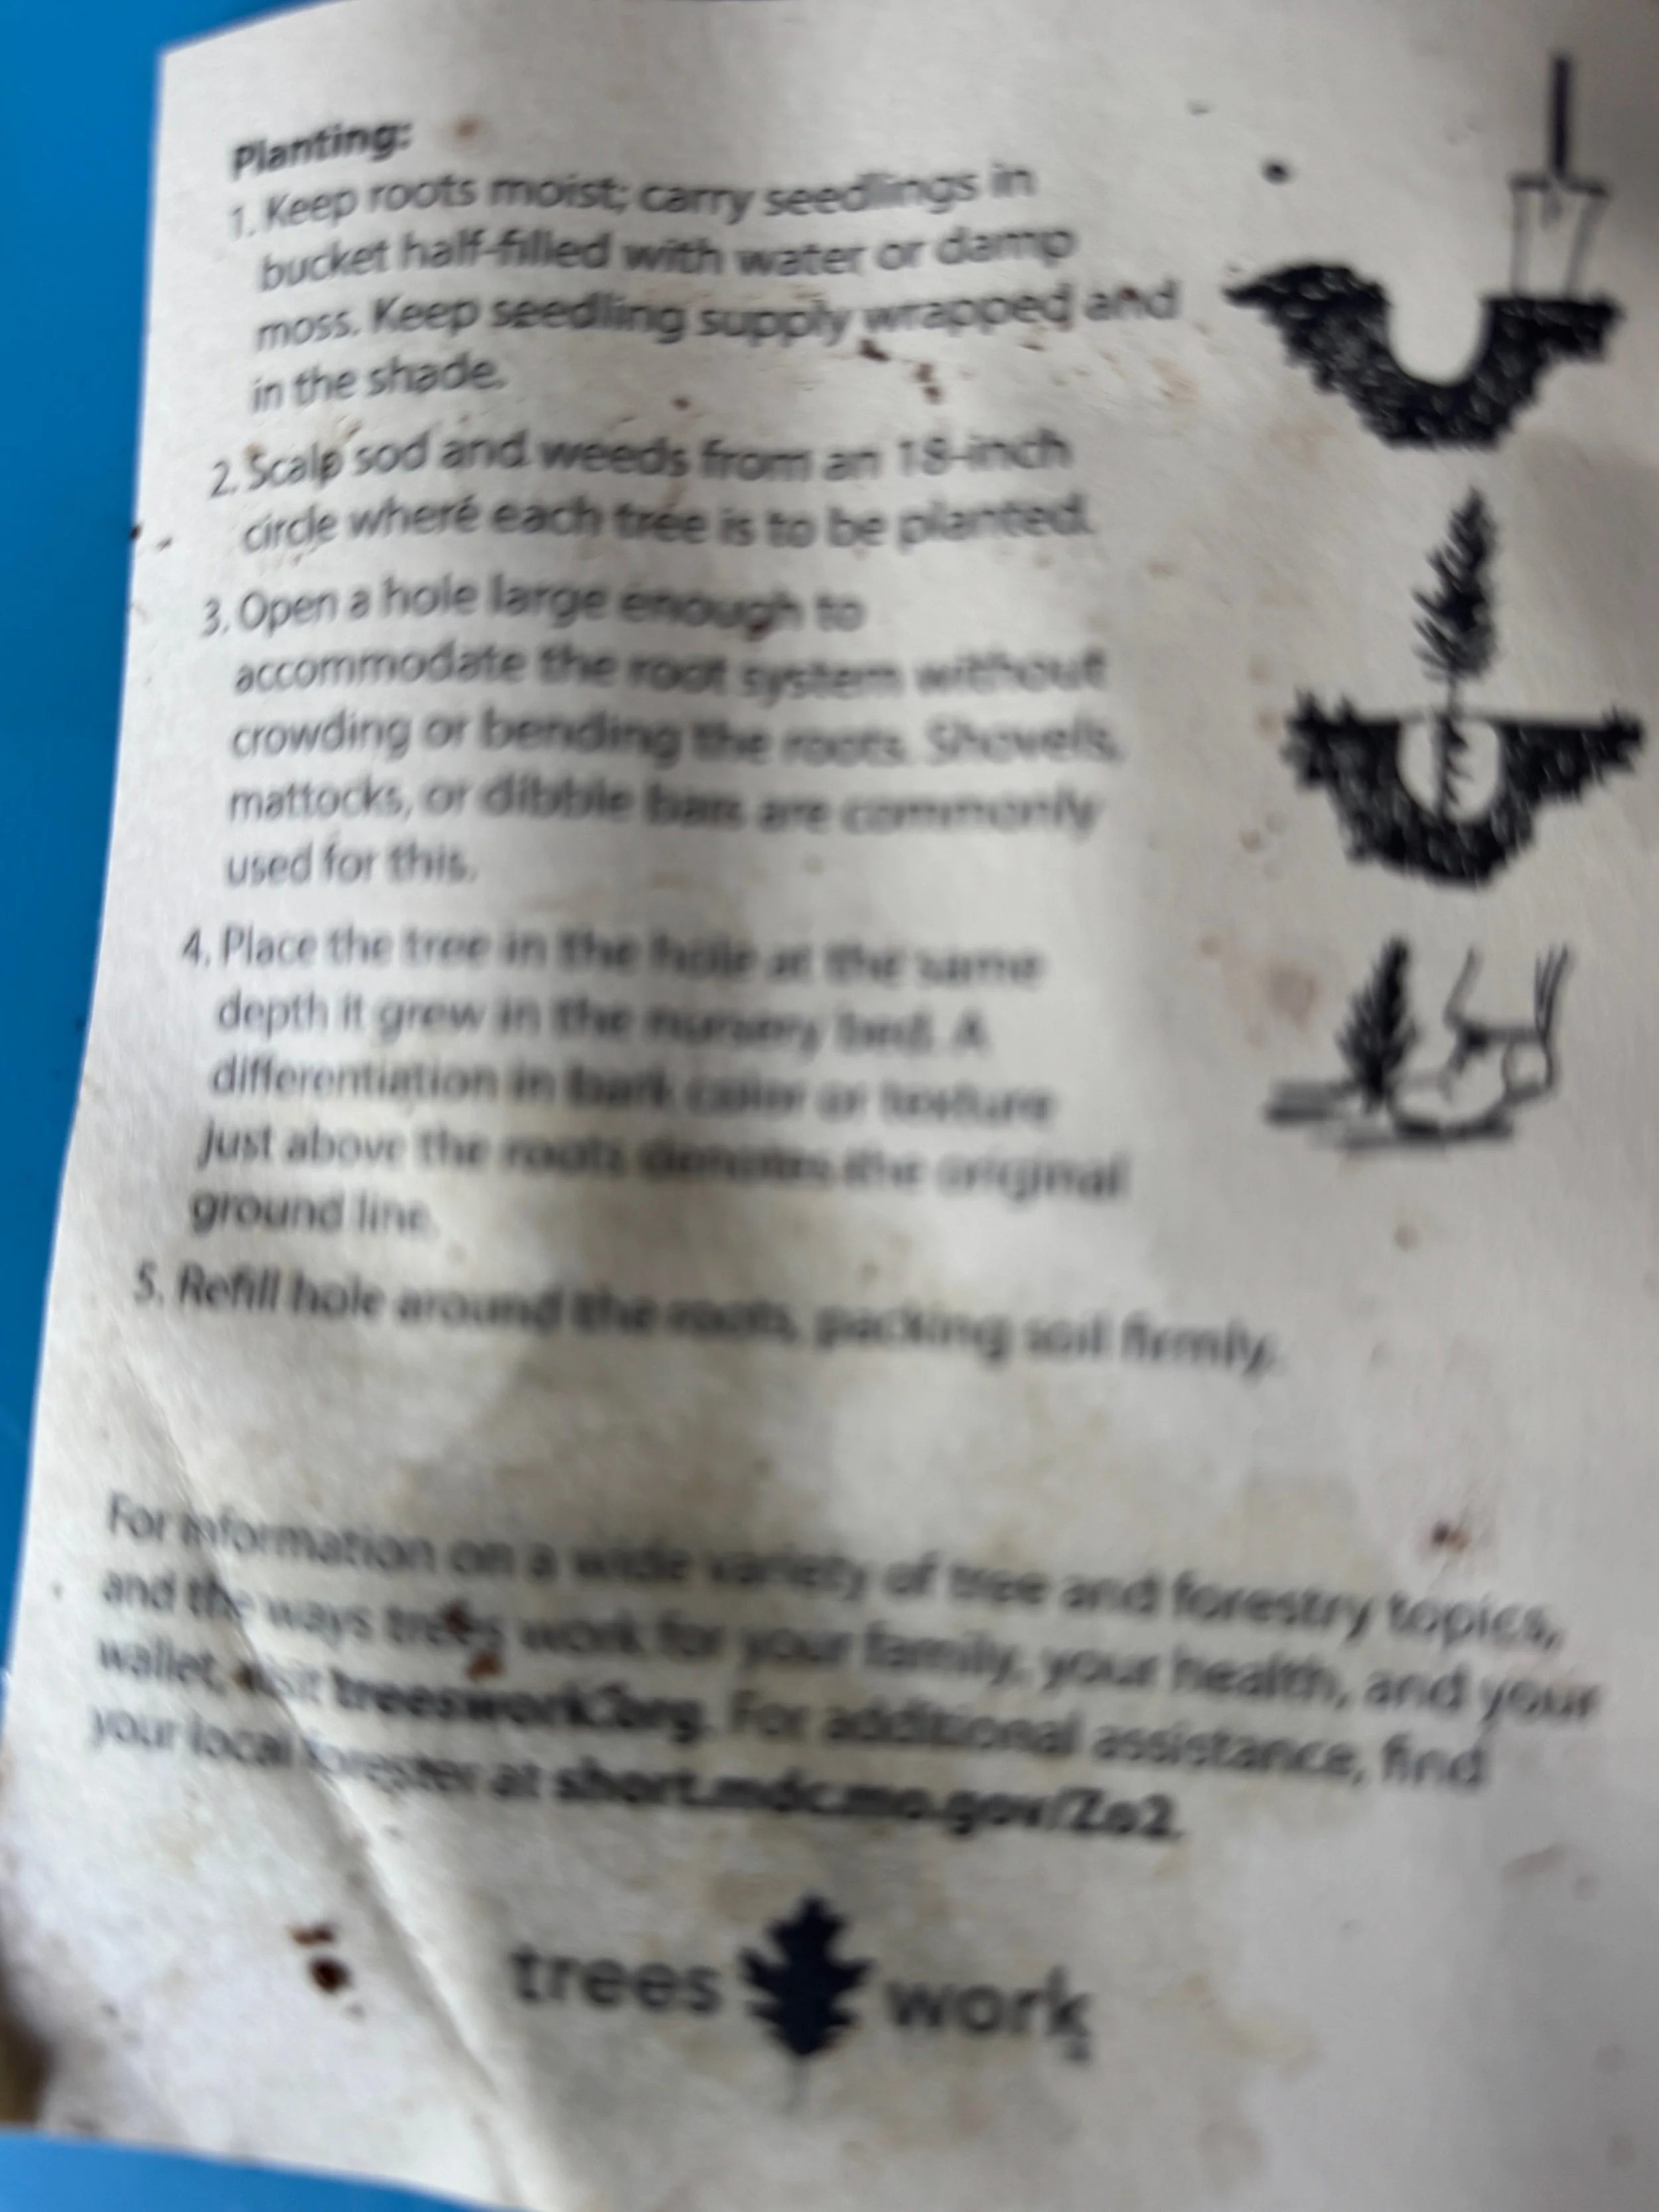 Planting:
1. Keep roots moist; carry seedlings in
bucket half-filled with water or damp
moss. Keep seedling supply wrapped and
in the shade.
2. Scalp sod and weeds from an 18-inch
circle where each tree is to be planted.
3. Open a hole large enough to
accommodate the root system without
crowding or bending the roots. Shovels,
mattocks, or dibble bars are commonly
used for this.
4. Place the tree in the hole at the same
depth it grew in the nursery bed. A
differentiation in bark color or texture
just above the roots denotes the original
ground line.
5. Refill hole around the roots, packing soil firmly.
For information on a wide variety of tree and forestry topics,
and the ways trees work for your family, your health, and your
wallet, visit treeswork.org. For additional assistance, find
your local forester at short.mdc.mo.gov/Zo2.
trees work